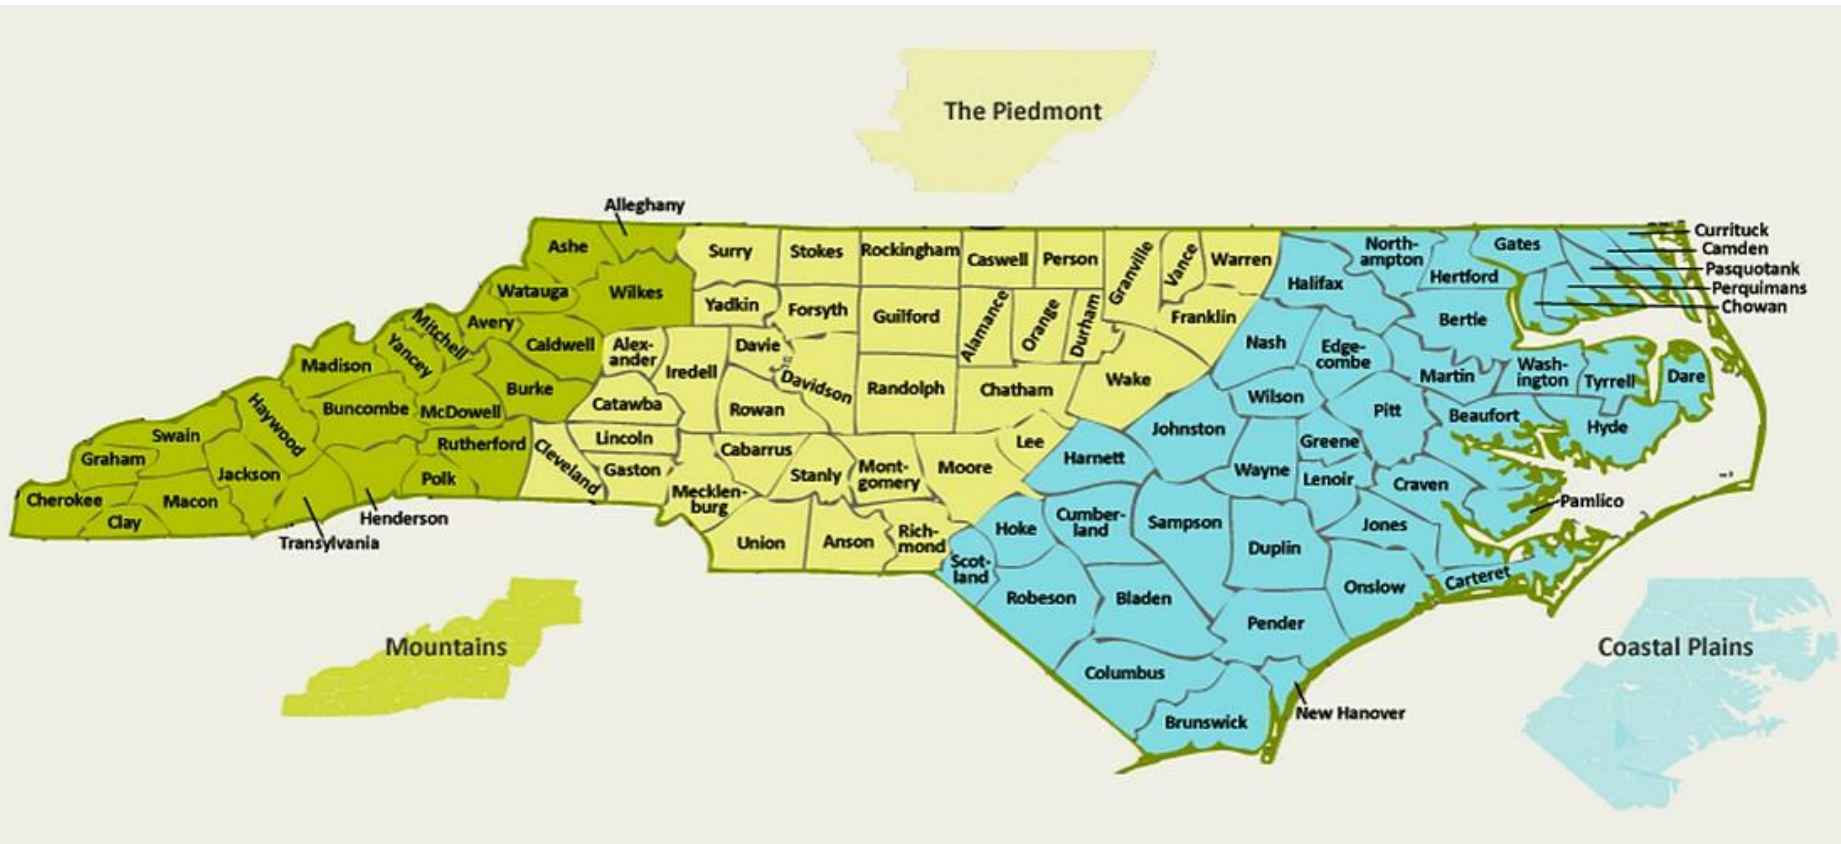 The Piedmont
Alleghany
Ashe
Surry
Stokes
Rockingham
Caswell
Person
Granville
Vance
Warren
North-
ampton
Gates
Currituck
Camden
Pasquotank
Perquimans
Chowan
Watauga
Wilkes
Yadkin
Forsyth
Guilford
Alamance
Orange
Durham
Franklin
Halifax
Hertford
Bertie
Mitchell
Avery
Caldwell
Alex-
ander
Iredell
Davie
Davidson
Randolph
Chatham
Wake
Nash
Edge-
combe
Martin
Wash-
ington
Tyrrell
Dare
Madison
Yancey
Burke
Catawba
Rowan
Wilson
Pitt
Beaufort
Hyde
Haywood
Buncombe
McDowell
Swain
Rutherford
Cleveland
Lincoln
Cabarrus
Stanly
Mont-
gomery
Moore
Lee
Harnett
Johnston
Greene
Wayne
Lenoir
Craven
Pamlico
Graham
Jackson
Polk
Gaston
Mecklen-
burg
Cherokee
Macon
Clay
Henderson
Transylvania
Union
Anson
Rich-
mond
Scot-
land
Hoke
Cumber-
land
Sampson
Duplin
Jones
Robeson
Bladen
Onslow
Carteret
Pender
Columbus
Brunswick
New Hanover
Mountains
Coastal Plains